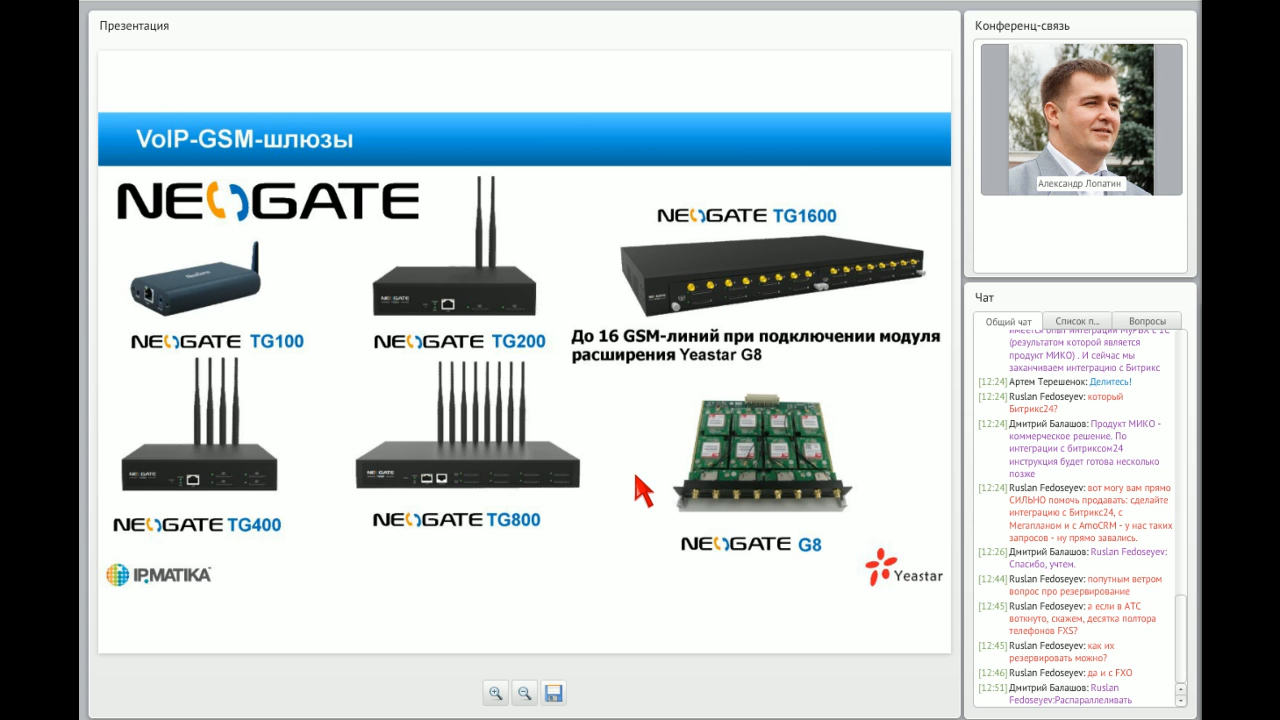 Презентация
VoIP-GSM-шлюзы
NEOGATE
NEOGATE TG1600
NEOGATE TG100
NEOGATE TG200
До 16 GSM-линий при подключении модуля
расширения Yeastar G8
NEOGATE TG400
NEOGATE TG800
NEOGATE G8
IPMATIKA
Yeastar
Конференц-связь
Александр Лопатин
Чат
Общий чат
Список п...
Вопросы
имеется опыт интеграции MyPBX с 1С
(результатом которой является
продукт МИКО) . И сейчас мы
заканчиваем интеграцию с Битрикс
[12:24] Артем Терешенок: Делитесь!
[12:24] Ruslan Fedoseyev: который
Битрикс24?
[12:24] Дмитрий Балашов: Продукт МИКО -
коммерческое решение. По
интеграции с битриксом24
инструкция будет готова несколько
позже
[12:24] Ruslan Fedoseyev: вот могу вам прямо
СИЛЬНО помочь продавать: сделайте
интеграцию с Битрикс24, с
Мегапланом и с AmoCRM - у нас таких
запросов - ну прямо завались.
[12:26] Дмитрий Балашов: Ruslan Fedoseyev:
Спасибо, учтем.
[12:44] Ruslan Fedoseyev: попутным ветром
вопрос про резервирование
[12:45] Ruslan Fedoseyev: а если в АТС
воткнуто, скажем, десятка полтора
телефонов FXS?
[12:45] Ruslan Fedoseyev: как их
резервировать можно?
[12:46] Ruslan Fedoseyev: да и с FXO
[12:51] Дмитрий Балашов: Ruslan
Fedoseyev:Распараллеливать